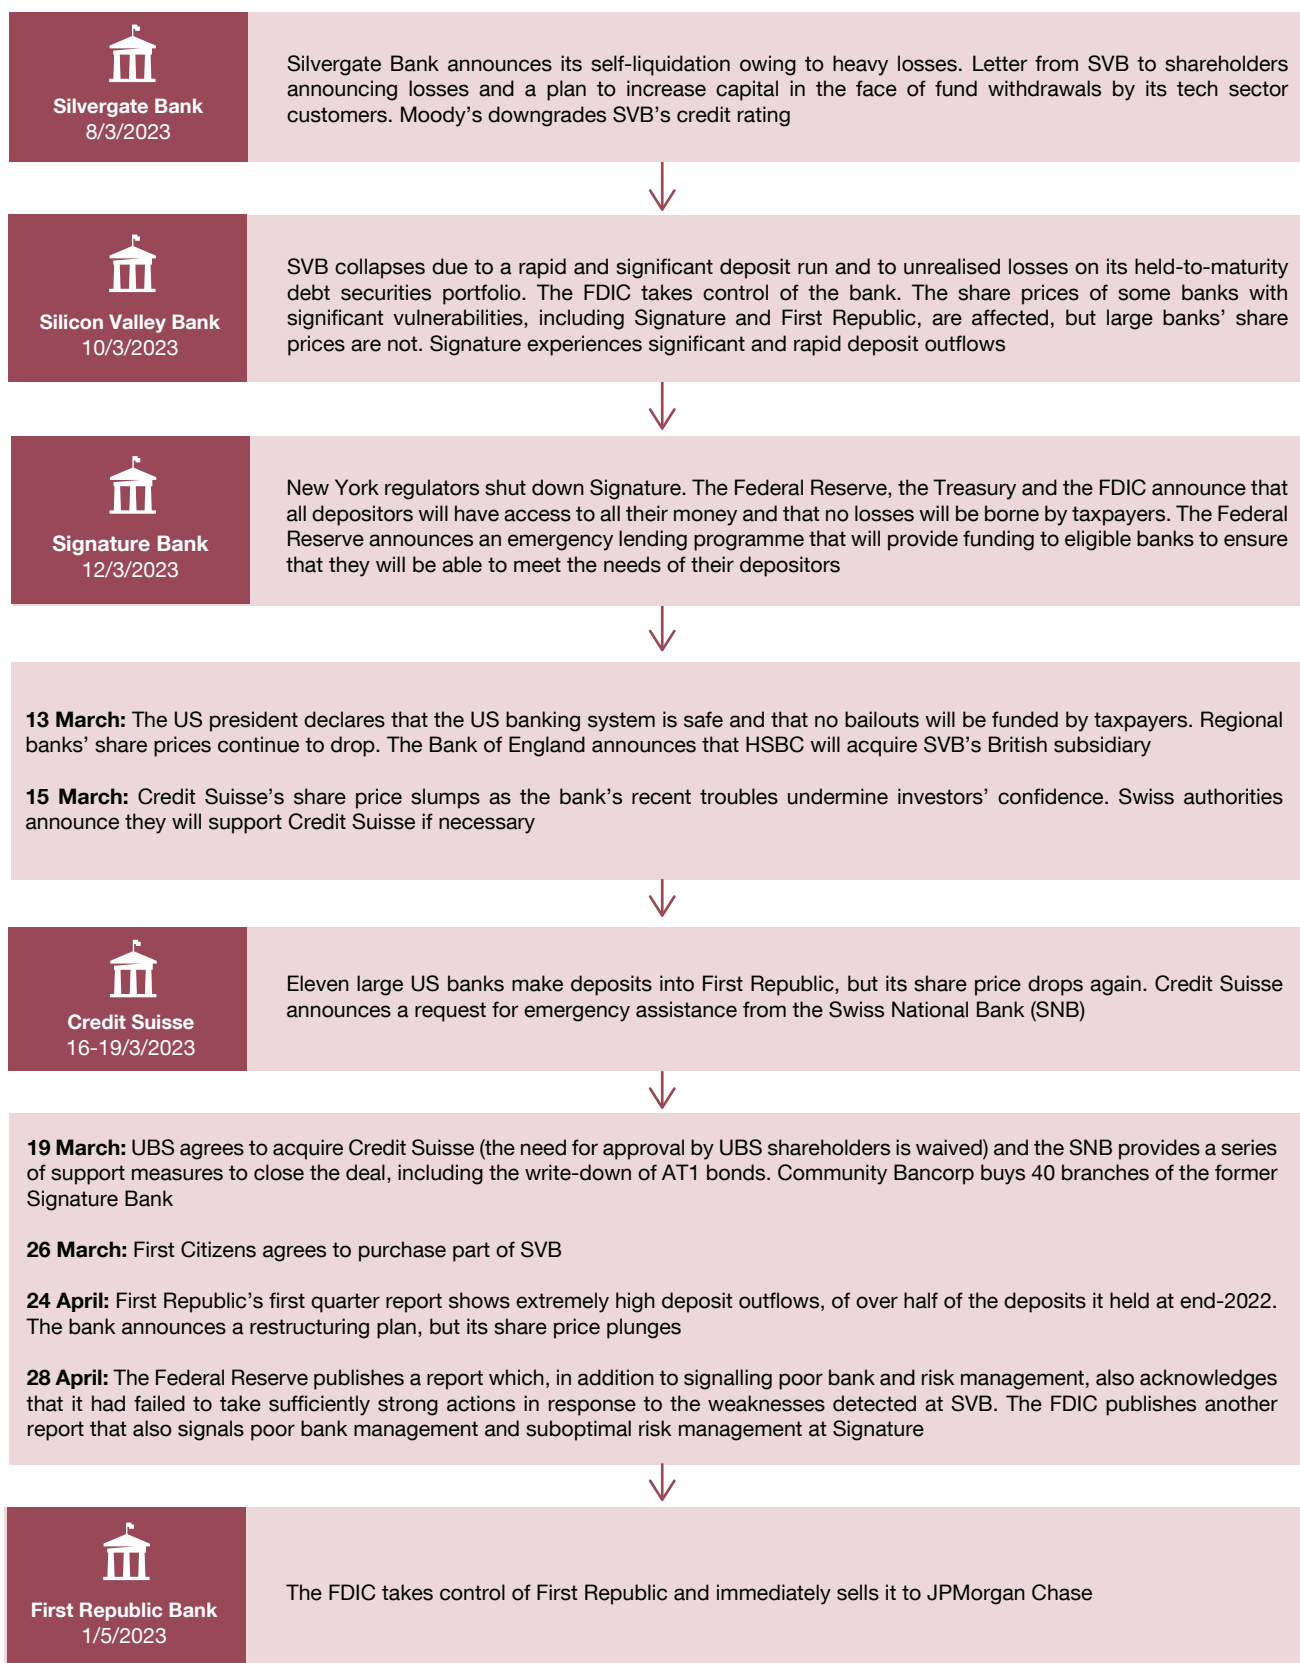 Silvergate Bank
8/3/2023
Silvergate Bank announces its self-liquidation owing to heavy losses. Letter from SVB to shareholders
announcing losses and a plan to increase capital in the face of fund withdrawals by its tech sector
customers. Moody’s downgrades SVB’s credit rating
Silicon Valley Bank
10/3/2023
SVB collapses due to a rapid and significant deposit run and to unrealised losses on its held-to-maturity
debt securities portfolio. The FDIC takes control of the bank. The share prices of some banks with
significant vulnerabilities, including Signature and First Republic, are affected, but large banks’ share
prices are not. Signature experiences significant and rapid deposit outflows
Signature Bank
12/3/2023
New York regulators shut down Signature. The Federal Reserve, the Treasury and the FDIC announce that
all depositors will have access to all their money and that no losses will be borne by taxpayers. The Federal
Reserve announces an emergency lending programme that will provide funding to eligible banks to ensure
that they will be able to meet the needs of their depositors
13 March: The US president declares that the US banking system is safe and that no bailouts will be funded by taxpayers. Regional
banks’ share prices continue to drop. The Bank of England announces that HSBC will acquire SVB’s British subsidiary
15 March: Credit Suisse’s share price slumps as the bank’s recent troubles undermine investors’ confidence. Swiss authorities
announce they will support Credit Suisse if necessary
Credit Suisse
16-19/3/2023
Eleven large US banks make deposits into First Republic, but its share price drops again. Credit Suisse
announces a request for emergency assistance from the Swiss National Bank (SNB)
19 March: UBS agrees to acquire Credit Suisse (the need for approval by UBS shareholders is waived) and the SNB provides a series
of support measures to close the deal, including the write-down of AT1 bonds. Community Bancorp buys 40 branches of the former
Signature Bank
26 March: First Citizens agrees to purchase part of SVB
24 April: First Republic’s first quarter report shows extremely high deposit outflows, of over half of the deposits it held at end-2022.
The bank announces a restructuring plan, but its share price plunges
28 April: The Federal Reserve publishes a report which, in addition to signalling poor bank and risk management, also acknowledges
that it had failed to take sufficiently strong actions in response to the weaknesses detected at SVB. The FDIC publishes another
report that also signals poor bank management and suboptimal risk management at Signature
First Republic Bank
1/5/2023
The FDIC takes control of First Republic and immediately sells it to JPMorgan Chase